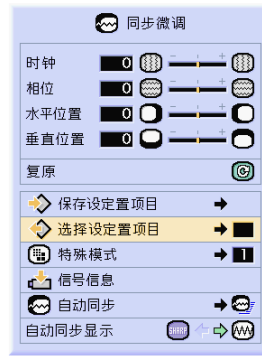 同步微调
时钟 0
相位 0
水平位置 0
垂直位置 0
复原
保存设定置项目
选择设定置项目
特殊模式 1
信号信息
自动同步
自动同步显示 SHARP